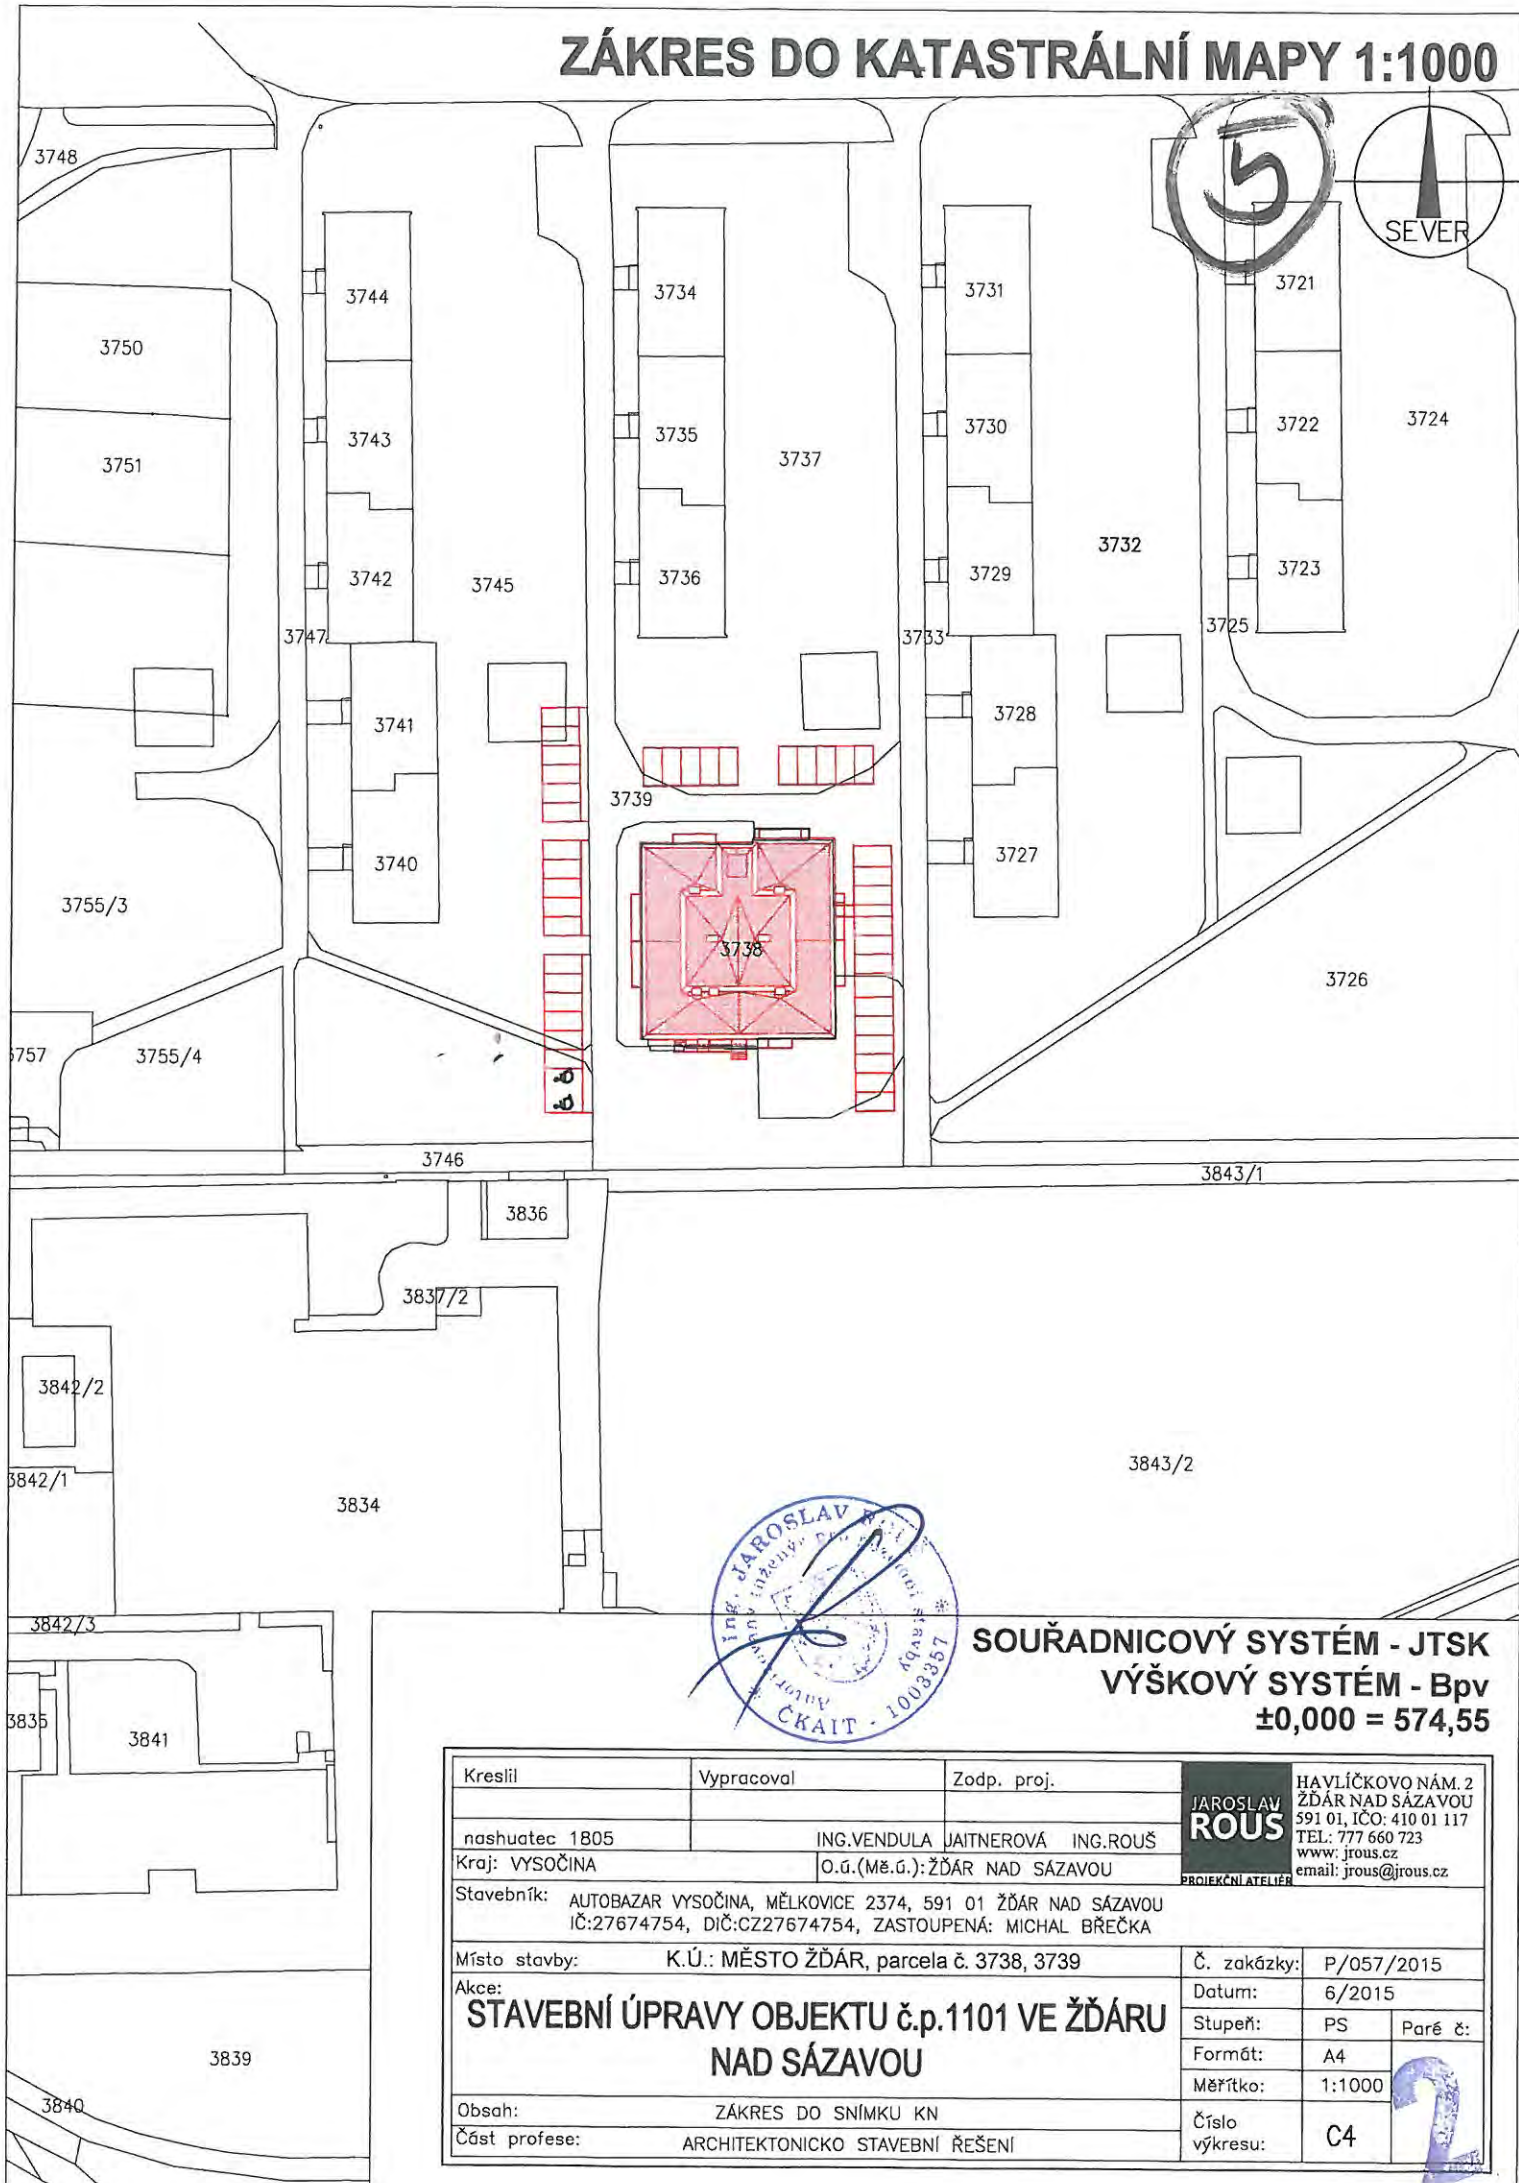 ZÁKRES DO KATASTRÁLNÍ MAPY 1:1000
5
SEVER
3748
3744
3734
3731
3721
3750
3743
3735
3730
3722
3724
3751
3737
3742
3745
3736
3729
3732
3723
3747
3733
3725
3741
3728
3739
3740
3727
3755/3
3738
3726
3757
3755/4
3746
3843/1
3836
3837/2
3842/2
3842/1
3843/2
3834
3842/3
3835
3841
3839
3840
Ing. JAROSLAV
ČKAIT - 1003357
SOUŘADNICOVÝ SYSTÉM - JTSK
VÝŠKOVÝ SYSTÉM - Bpv
±0,000 = 574,55
Kreslil Vypracoval Zodp. proj.
nashuatec 1805 ING.VENDULA JAITNEROVÁ ING.ROUŠ
Kraj: VYSOČINA O.ú.(Mě.ú.):ŽĎÁR NAD SÁZAVOU
JAROSLAV
ROUŠ
PROJEKČNÍ ATELIÉR
HAVLÍČKOVO NÁM. 2
ŽĎÁR NAD SÁZAVOU
591 01, IČO: 410 01 117
TEL: 777 660 723
www: jrous.cz
email: jrous@jrous.cz
Stavebník: AUTOBAZAR VYSOČINA, MĚLKOVICE 2374, 591 01 ŽĎÁR NAD SÁZAVOU
IČ:27674754, DIČ:CZ27674754, ZASTOUPENÁ: MICHAL BŘEČKA
Místo stavby: K.Ú.: MĚSTO ŽĎÁR, parcela č. 3738, 3739
Č. zakázky: P/057/2015
Akce:
STAVEBNÍ ÚPRAVY OBJEKTU č.p.1101 VE ŽĎÁRU
NAD SÁZAVOU
Datum: 6/2015
Stupeň: PS Paré č:
Formát: A4
Měřítko: 1:1000
2
Obsah: ZÁKRES DO SNÍMKU KN
Část profese: ARCHITEKTONICKO STAVEBNÍ ŘEŠENÍ
Číslo
výkresu: C4